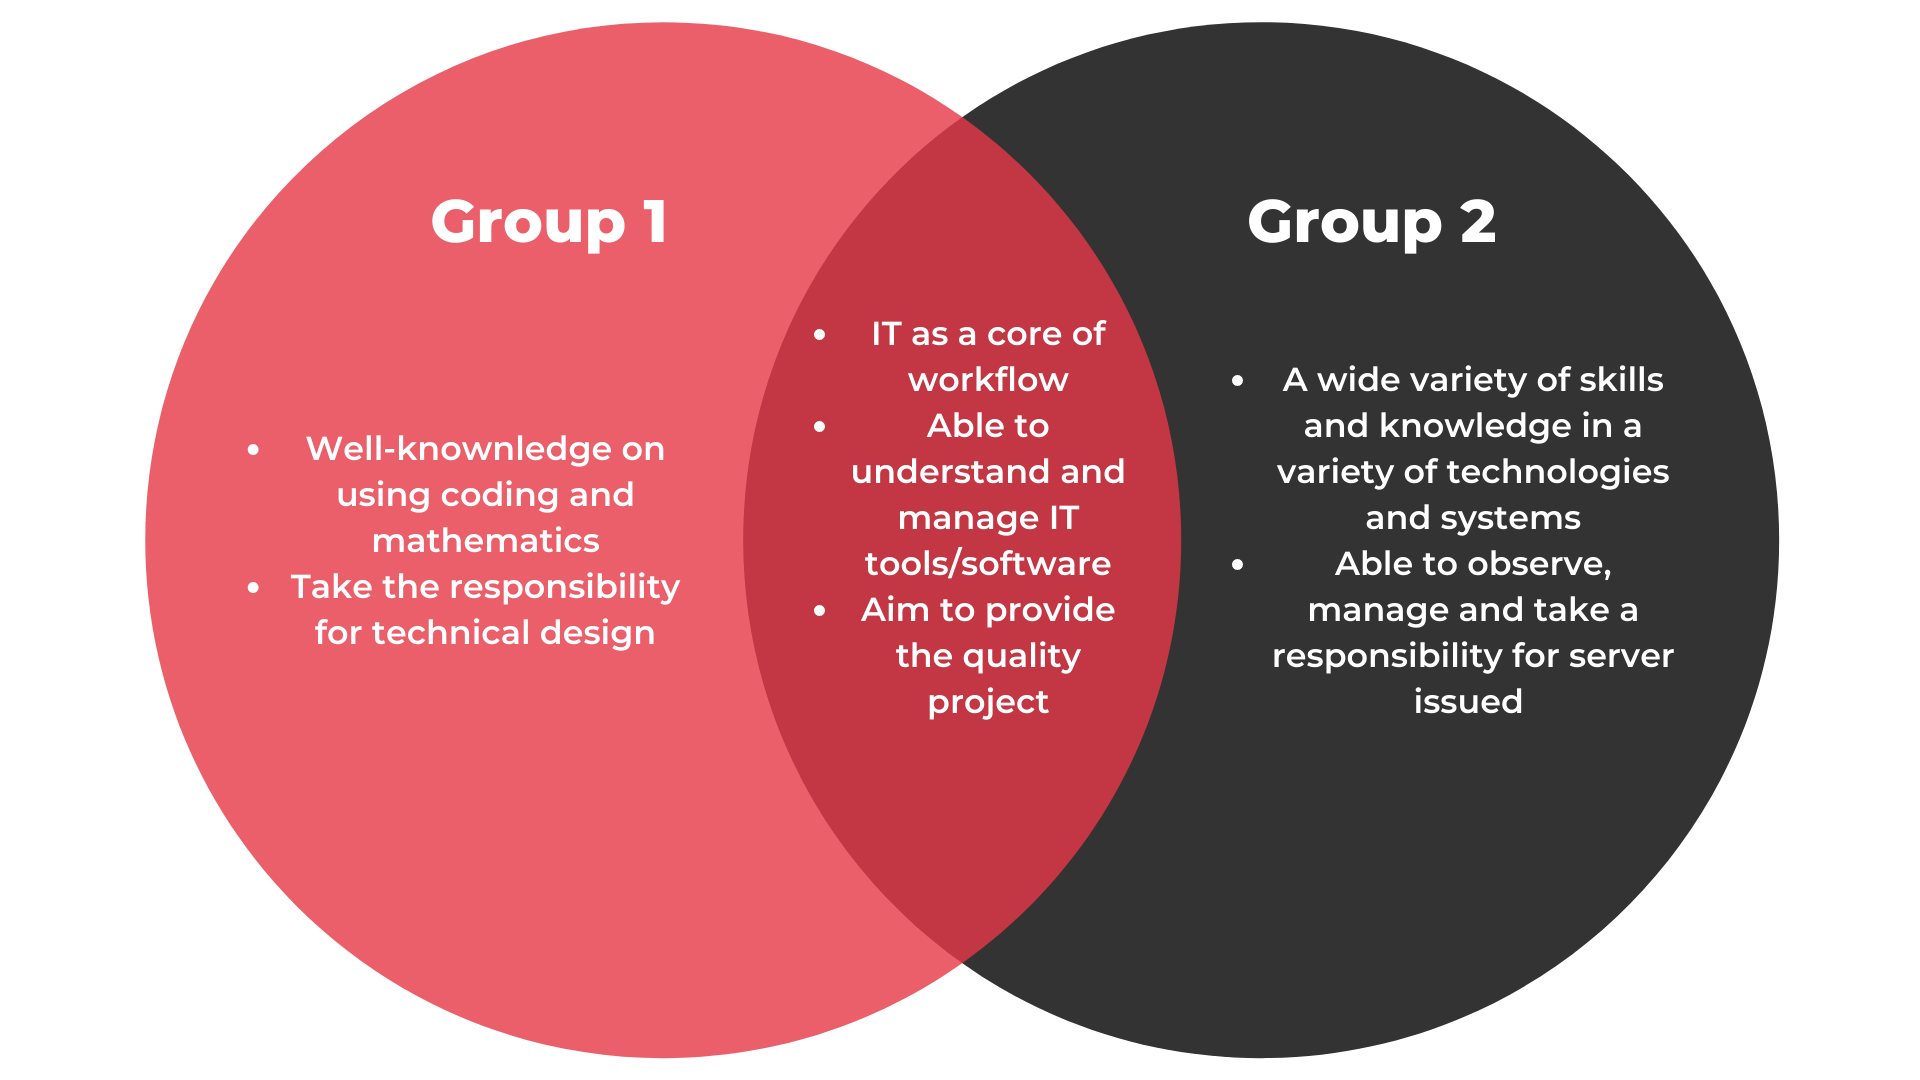 Group 1
• Well-knownledge on
using coding and
mathematics
• Take the responsibility
for technical design
• IT as a core of
workflow
• Able to
understand and
manage IT
tools/software
• Aim to provide
the quality
project
Group 2
• A wide variety of skills
and knowledge in a
variety of technologies
and systems
• Able to observe,
manage and take a
responsibility for server
issued